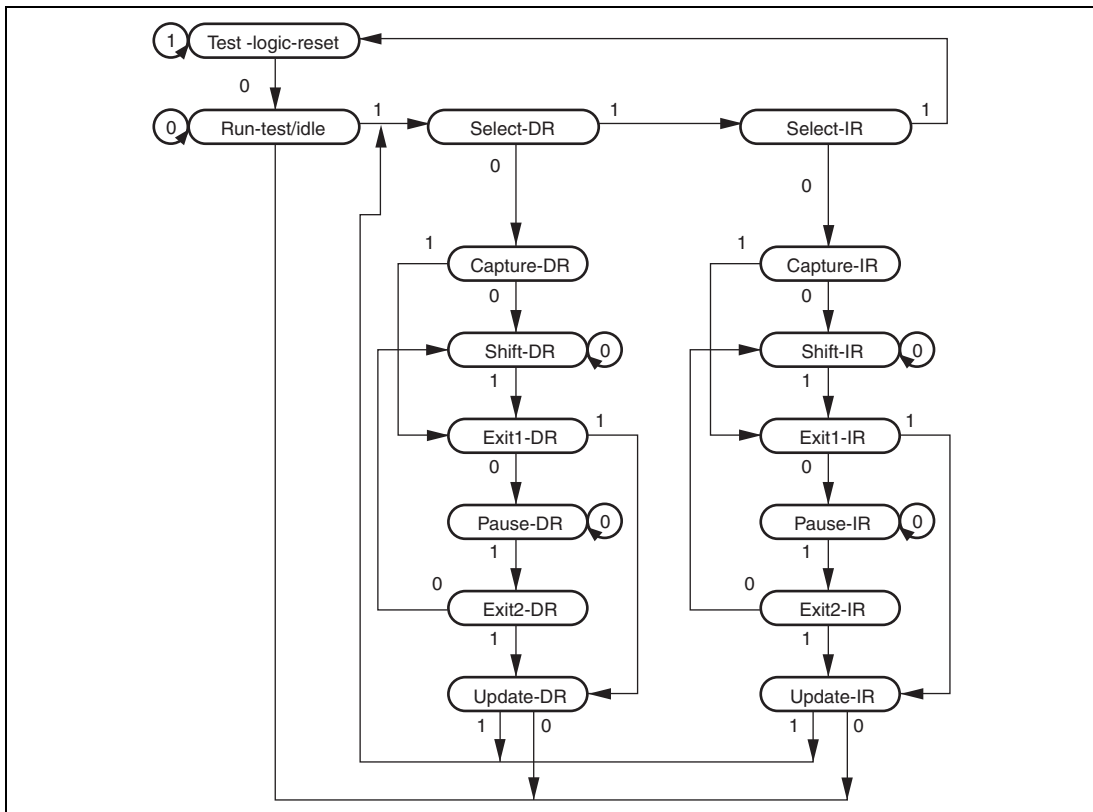 1 Test -logic-reset
0
0 Run-test/idle 1 Select-DR 1 Select-IR 1
0 0
1 1
Capture-DR Capture-IR
0 0
Shift-DR 0 Shift-IR 0
1 1
Exit1-DR 1 Exit1-IR 1
0 0
Pause-DR 0 Pause-IR 0
1 1
0 0
Exit2-DR Exit2-IR
1 1
Update-DR Update-IR
1 0 1 0